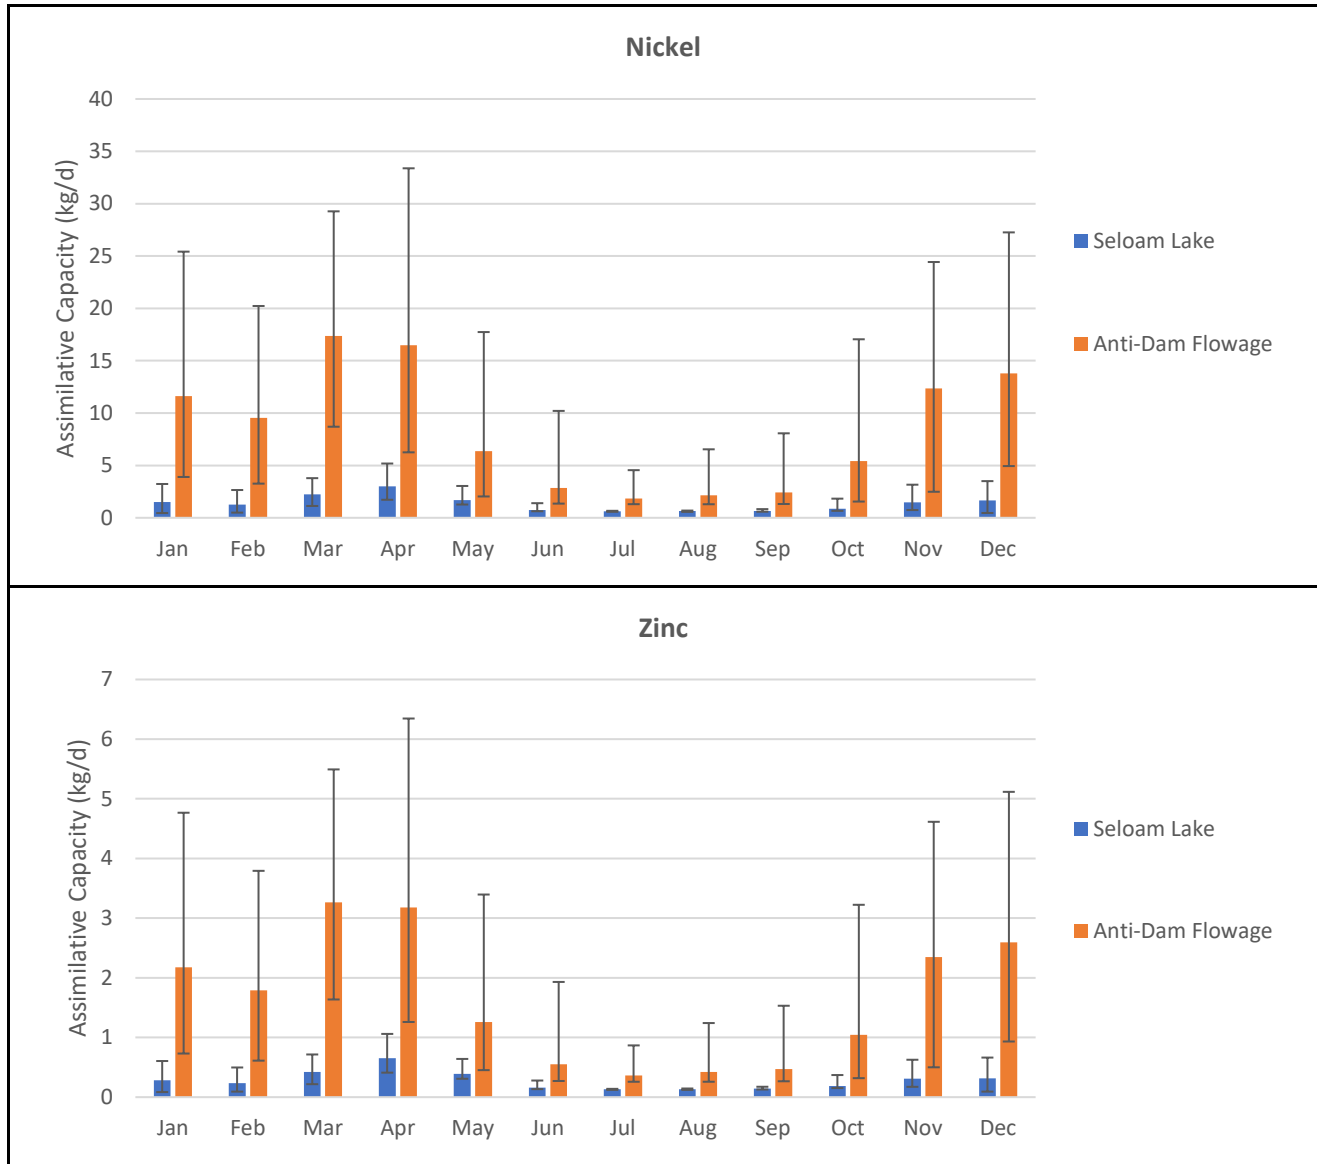 Nickel
40
35
30
25
20
15
10
5
0
Assimilative Capacity (kg/d)
Jan Feb Mar Apr May Jun Jul Aug Sep Oct Nov Dec
Seloam Lake
Anti-Dam Flowage
Zinc
7
6
5
4
3
2
1
0
Assimilative Capacity (kg/d)
Jan Feb Mar Apr May Jun Jul Aug Sep Oct Nov Dec
Seloam Lake
Anti-Dam Flowage